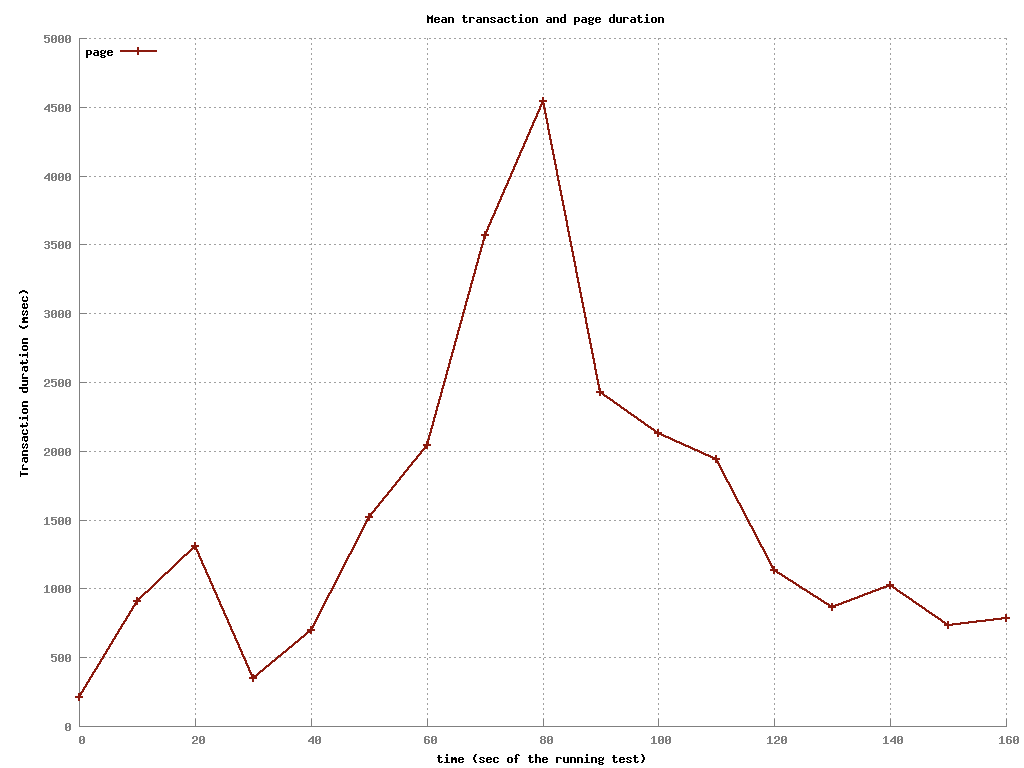 Mean transaction and page duration
page
5000
4500
4000
3500
3000
2500
2000
1500
1000
500
0
Transaction duration (msec)
0 20 40 60 80 100 120 140 160
time (sec of the running test)